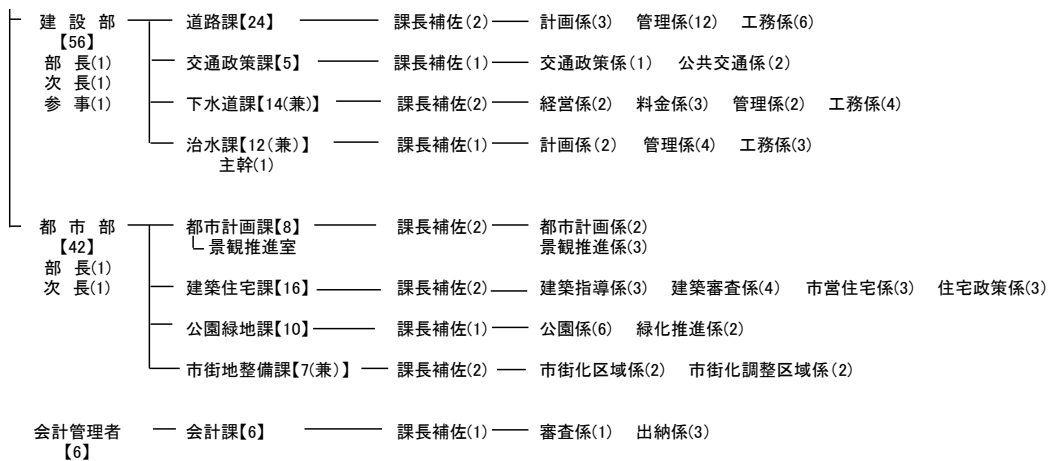 建 設 部 道路課【24】 課長補佐(2) 計画係(3) 管理係(12) 工務係(6)
【56】
部 長(1) 交通政策課【5】 課長補佐(1) 交通政策係(1) 公共交通係(2)
次 長(1)
参 事(1) 下水道課【14(兼)】 課長補佐(2) 経営係(2) 料金係(3) 管理係(2) 工務係(4)
治水課【12(兼)】 課長補佐(1) 計画係(2) 管理係(4) 工務係(3)
主幹(1)
都 市 部 都市計画課【8】 課長補佐(2) 都市計画係(2)
【42】 景観推進室 景観推進係(3)
部 長(1)
次 長(1) 建築住宅課【16】 課長補佐(2) 建築指導係(3) 建築審査係(4) 市営住宅係(3) 住宅政策係(3)
公園緑地課【10】 課長補佐(1) 公園係(6) 緑化推進係(2)
市街地整備課【7(兼)】 課長補佐(2) 市街化区域係(2) 市街化調整区域係(2)
会計管理者 会計課【6】 課長補佐(1) 審査係(1) 出納係(3)
【6】